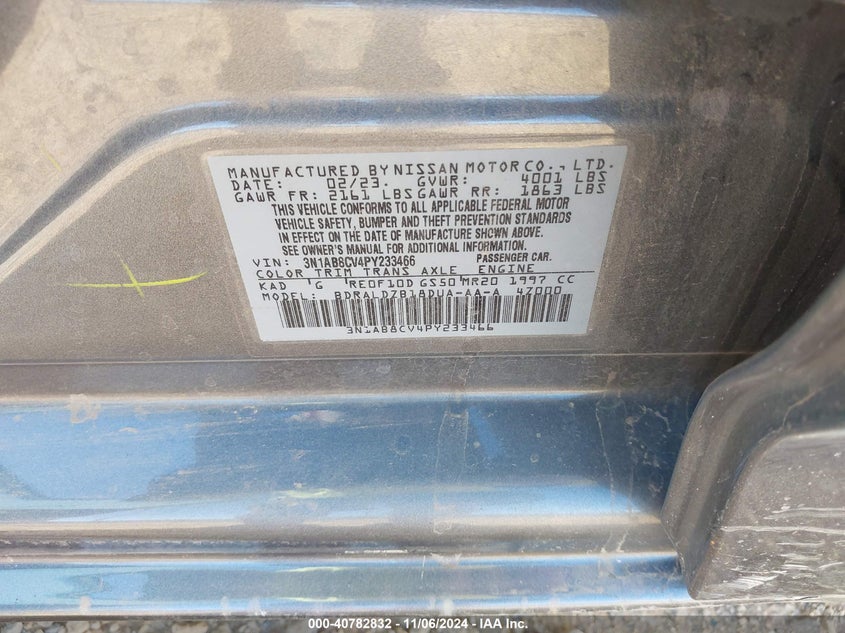 MANUFACTURED BY NISSAN MOTOR CO., LTD.
DATE: 02/23. GVWR: 4001 LBS
GAWR FR: 2161 LBS GAWR RR: 1863 LBS
THIS VEHICLE CONFORMS TO ALL APPLICABLE FEDERAL MOTOR
VEHICLE SAFETY, BUMPER AND THEFT PREVENTION STANDARDS
IN EFFECT ON THE DATE OF MANUFACTURE SHOWN ABOVE.
SEE OWNER'S MANUAL FOR ADDITIONAL INFORMATION.
VIN: 3N1AB8CV4PY233466 PASSENGER CAR.
COLOR TRIM TRANS AXLE ENGINE
KAD G RE0F10D GS50 MR20 1997 CC
MODEL: BDRALDZB18DUA-AA-A 47000
3N1AB8CV4PY233466
000-40782832 - 11/06/2024 - IAA Inc.